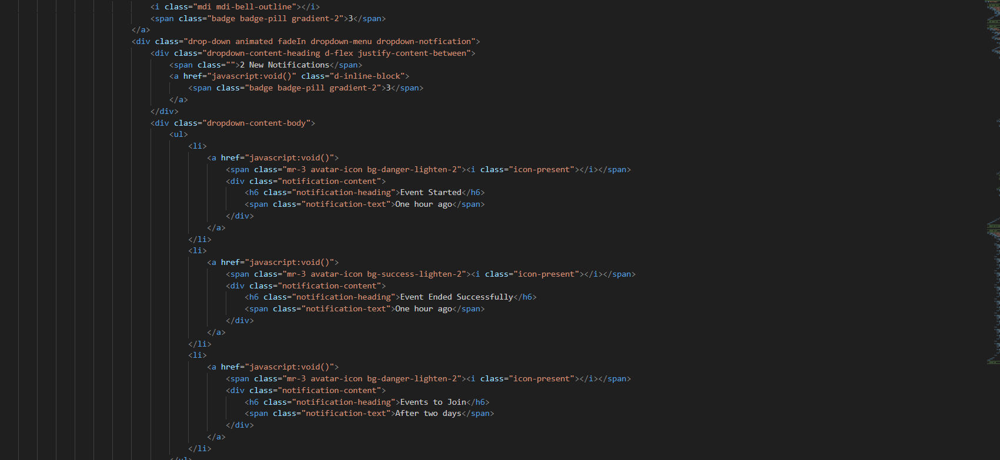 <i class="mdi mdi-bell-outline"></i>
<span class="badge badge-pill gradient-2">3</span>
</a>
<div class="drop-down animated fadeIn dropdown-menu dropdown-notfication">
<div class="dropdown-content-heading d-flex justify-content-between">
<span class="">2 New Notifications</span>
<a href="javascript:void()" class="d-inline-block">
<span class="badge badge-pill gradient-2">3</span>
</a>
</div>
<div class="dropdown-content-body">
<ul>
<li>
<a href="javascript:void()">
<span class="mr-3 avatar-icon bg-danger-lighten-2"><i class="icon-present"></i></span>
<div class="notification-content">
<h6 class="notification-heading">Event Started</h6>
<span class="notification-text">One hour ago</span>
</div>
</a>
</li>
<li>
<a href="javascript:void()">
<span class="mr-3 avatar-icon bg-success-lighten-2"><i class="icon-present"></i></span>
<div class="notification-content">
<h6 class="notification-heading">Event Ended Successfully</h6>
<span class="notification-text">One hour ago</span>
</div>
</a>
</li>
<li>
<a href="javascript:void()">
<span class="mr-3 avatar-icon bg-danger-lighten-2"><i class="icon-present"></i></span>
<div class="notification-content">
<h6 class="notification-heading">Events to Join</h6>
<span class="notification-text">After two days</span>
</div>
</a>
</li>
</ul>